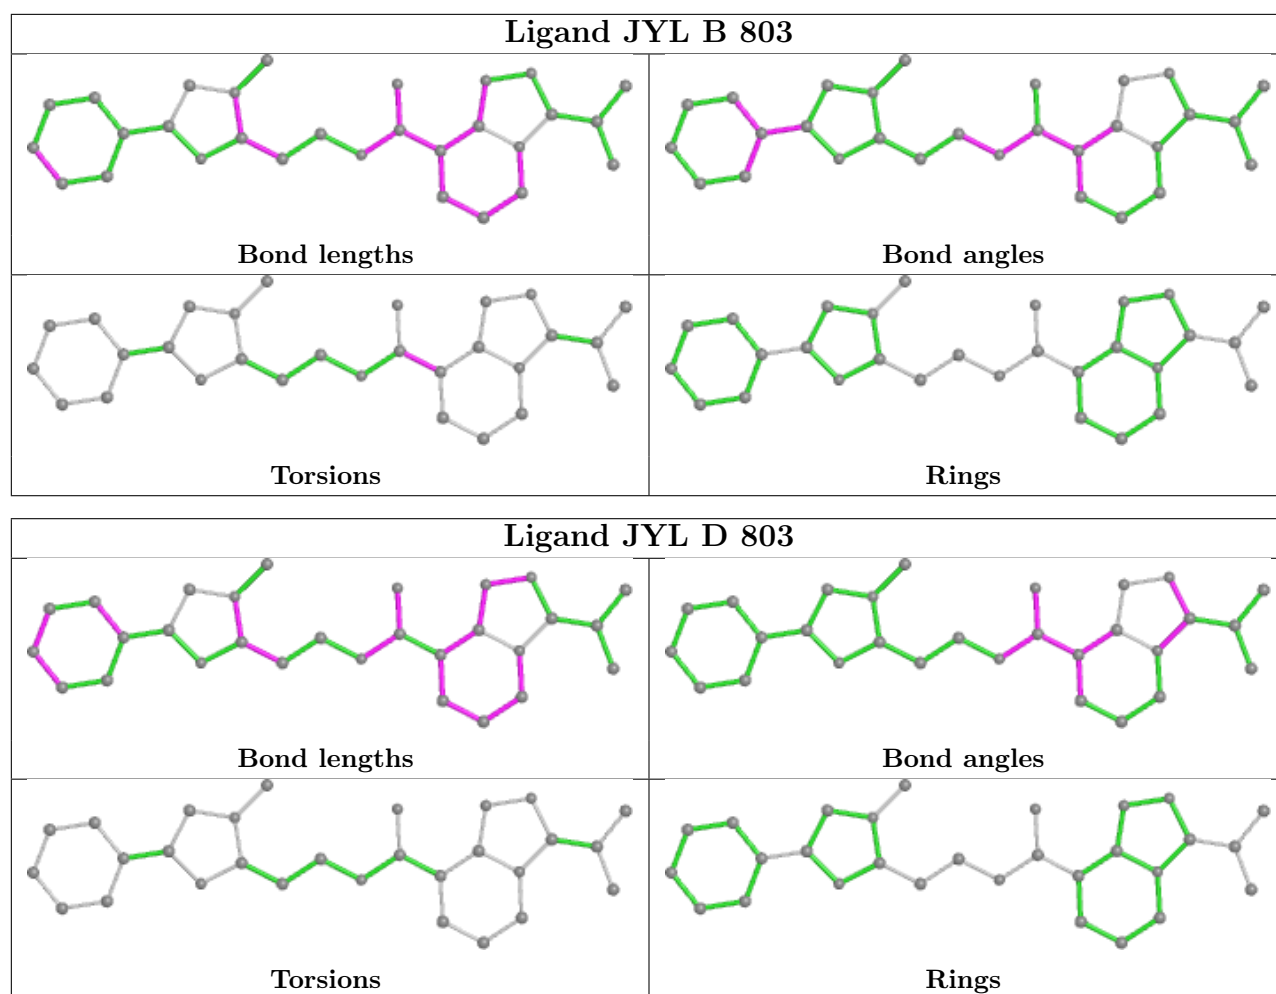 Ligand JYL B 803
Bond lengths
Bond angles
Torsions
Rings
Ligand JYL D 803
Bond lengths
Bond angles
Torsions
Rings